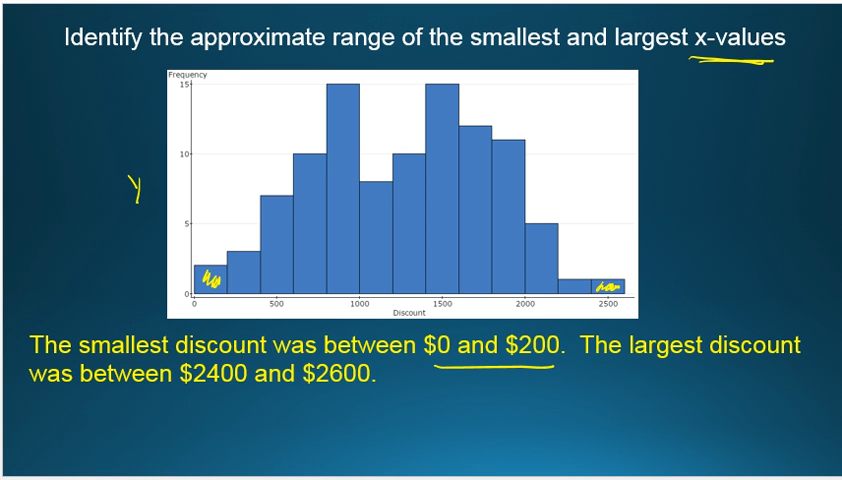 Identify the approximate range of the smallest and largest x-values
Frequency
15
10
5
0
0 500 1000 1500 2000 2500
Discount
Y
The smallest discount was between $0 and $200. The largest discount
was between $2400 and $2600.